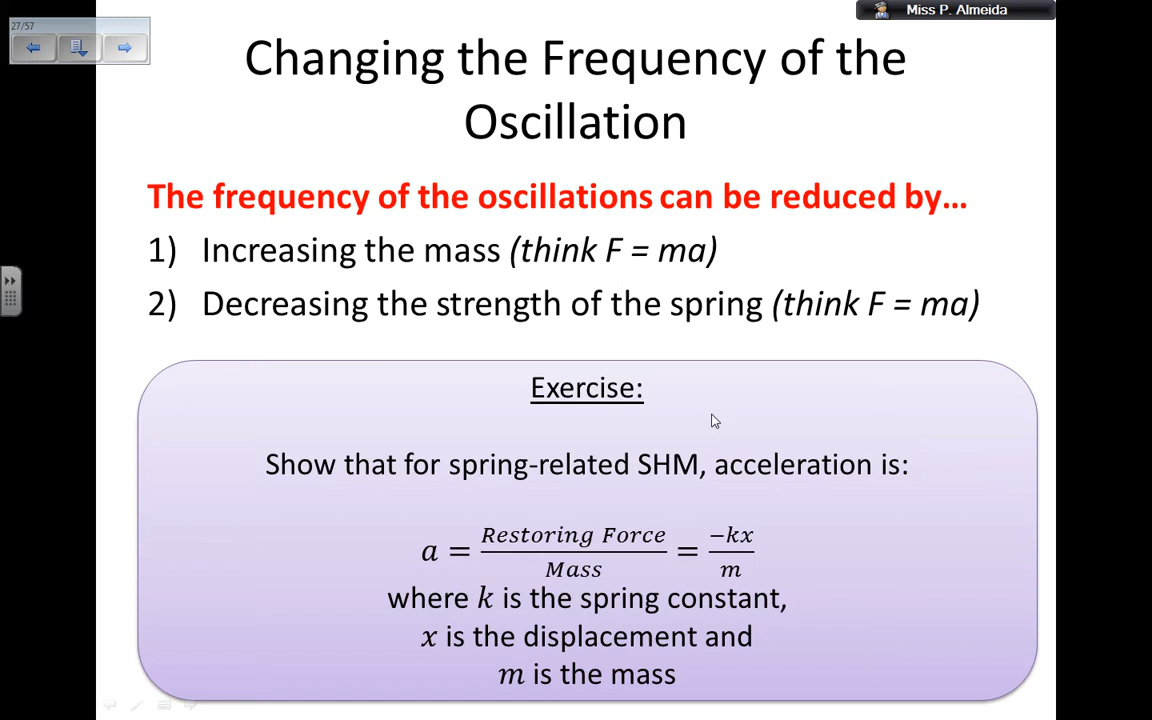 27/57
Miss P. Almeida
Changing the Frequency of the
Oscillation
The frequency of the oscillations can be reduced by...
1) Increasing the mass (think F = ma)
2) Decreasing the strength of the spring (think F = ma)
Exercise:
Show that for spring-related SHM, acceleration is:
a = Restoring Force / Mass = −kx / m
where k is the spring constant,
x is the displacement and
m is the mass